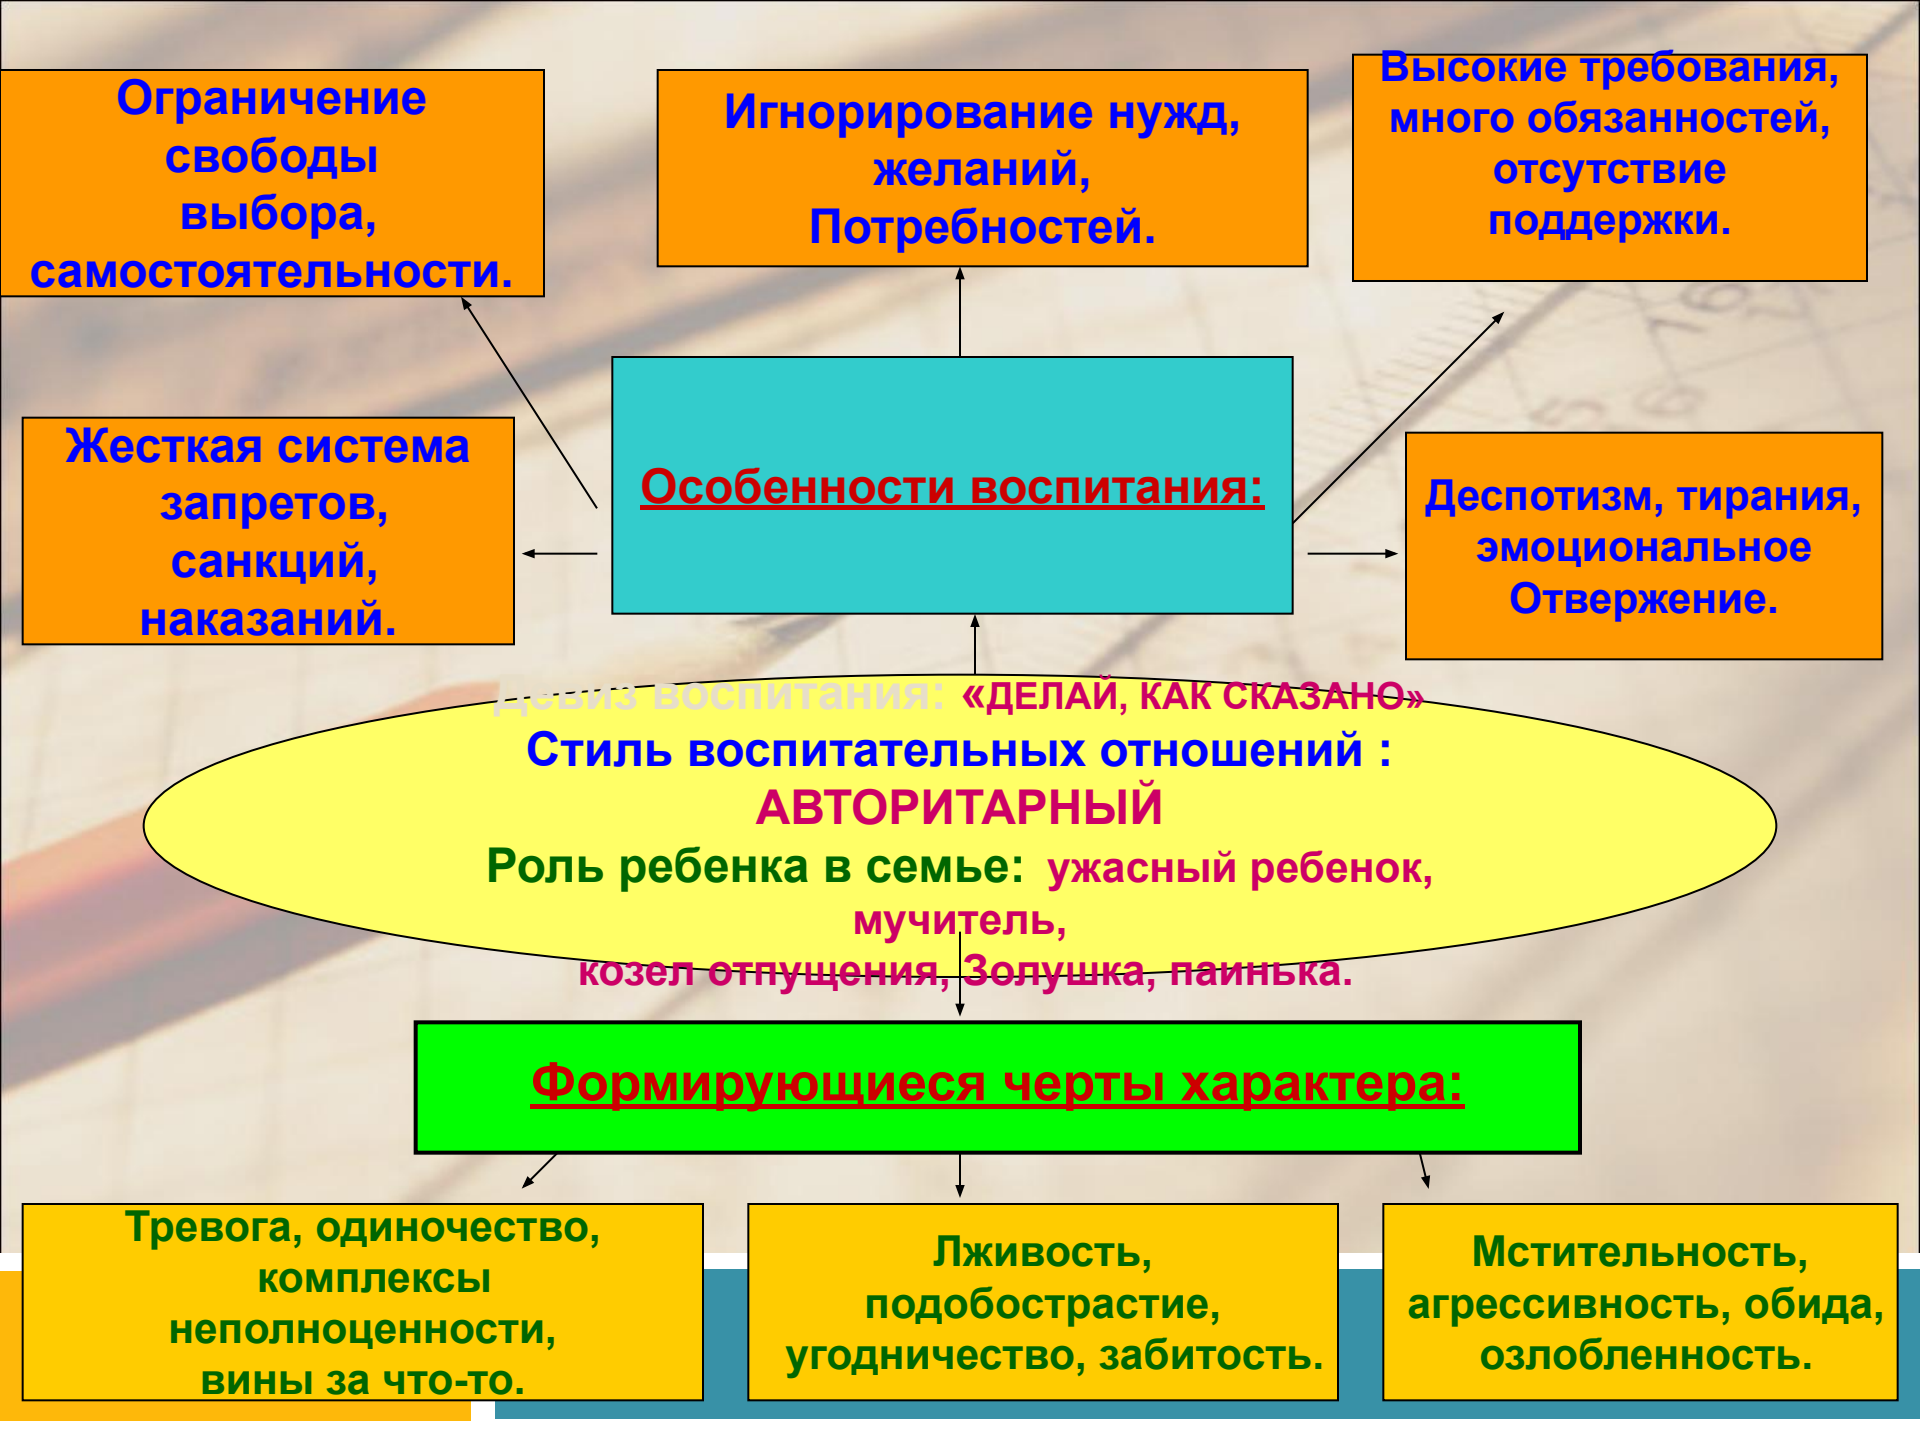 Ограничение
свободы
выбора,
самостоятельности.
Игнорирование нужд,
желаний,
Потребностей.
Высокие требования,
много обязанностей,
отсутствие
поддержки.
Жесткая система
запретов,
санкций,
наказаний.
Особенности воспитания:
Деспотизм, тирания,
эмоциональное
Отвержение.
Девиз воспитания: «ДЕЛАЙ, КАК СКАЗАНО»
Стиль воспитательных отношений :
АВТОРИТАРНЫЙ
Роль ребенка в семье: ужасный ребенок,
мучитель,
козел отпущения, Золушка, паинька.
Формирующиеся черты характера:
Тревога, одиночество,
комплексы
неполноценности,
вины за что-то.
Лживость,
подобострастие,
угодничество, забитость.
Мстительность,
агрессивность, обида,
озлобленность.